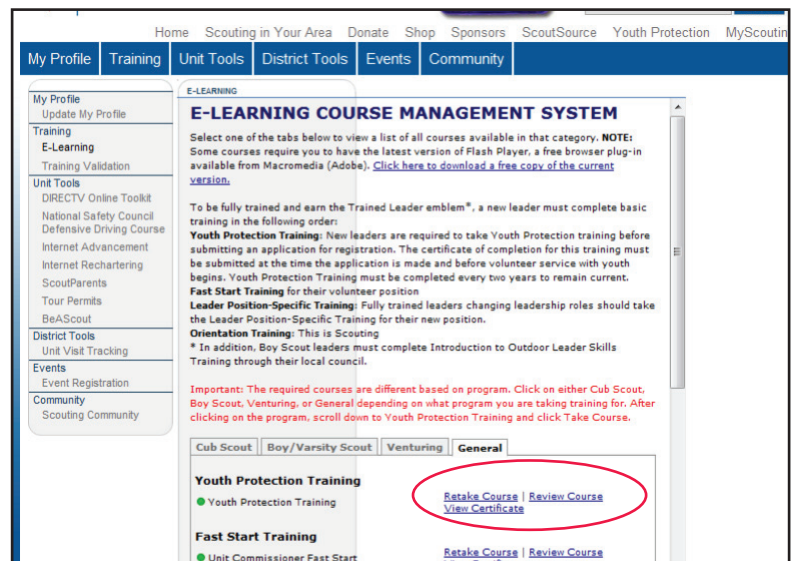 Home Scouting in Your Area Donate Shop Sponsors ScoutSource Youth Protection MyScoutin
My Profile Training Unit Tools District Tools Events Community
My Profile
Update My Profile
Training
E-Learning
Training Validation
Unit Tools
DIRECTV Online Toolkit
National Safety Council
Defensive Driving Course
Internet Advancement
Internet Rechartering
ScoutParents
Tour Permits
BeAScout
District Tools
Unit Visit Tracking
Events
Event Registration
Community
Scouting Community
E-LEARNING
E-LEARNING COURSE MANAGEMENT SYSTEM
Select one of the tabs below to view a list of all courses available in that category. NOTE:
Some courses require you to have the latest version of Flash Player, a free browser plug-in
available from Macromedia (Adobe). Click here to download a free copy of the current
version.
To be fully trained and earn the Trained Leader emblem*, a new leader must complete basic
training in the following order:
Youth Protection Training: New leaders are required to take Youth Protection training before
submitting an application for registration. The certificate of completion for this training must
be submitted at the time the application is made and before volunteer service with youth
begins. Youth Protection Training must be completed every two years to remain current.
Fast Start Training for their volunteer position
Leader Position-Specific Training: Fully trained leaders changing leadership roles should take
the Leader Position-Specific Training for their new position.
Orientation Training: This is Scouting
* In addition, Boy Scout leaders must complete Introduction to Outdoor Leader Skills
Training through their local council.
Important: The required courses are different based on program. Click on either Cub Scout,
Boy Scout, Venturing, or General depending on what program you are taking training for. After
clicking on the program, scroll down to Youth Protection Training and click Take Course.
Cub Scout Boy/Varsity Scout Venturing General
Youth Protection Training
Youth Protection Training Retake Course | Review Course
View Certificate
Fast Start Training
Unit Commissioner Fast Start Retake Course | Review Course